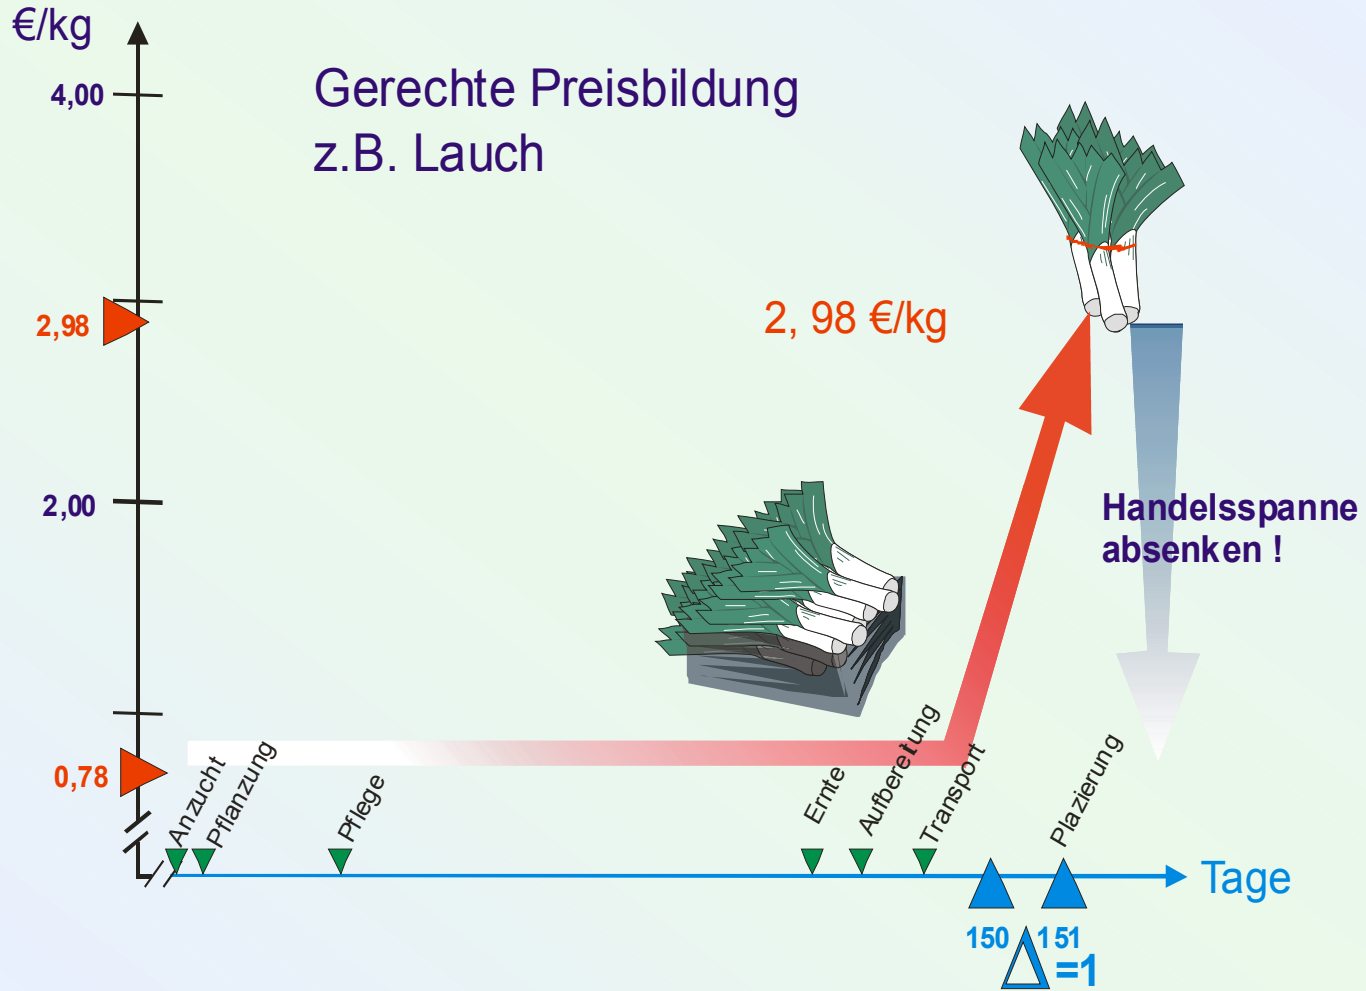 €/kg
4,00
Gerechte Preisbildung
z.B. Lauch
2,98
2, 98 €/kg
2,00
Handelsspanne
absenken !
0,78
Anzucht
Pflanzung
Pflege
Ernte
Aufbereitung
Transport
Plazierung
Tage
150
151
=1